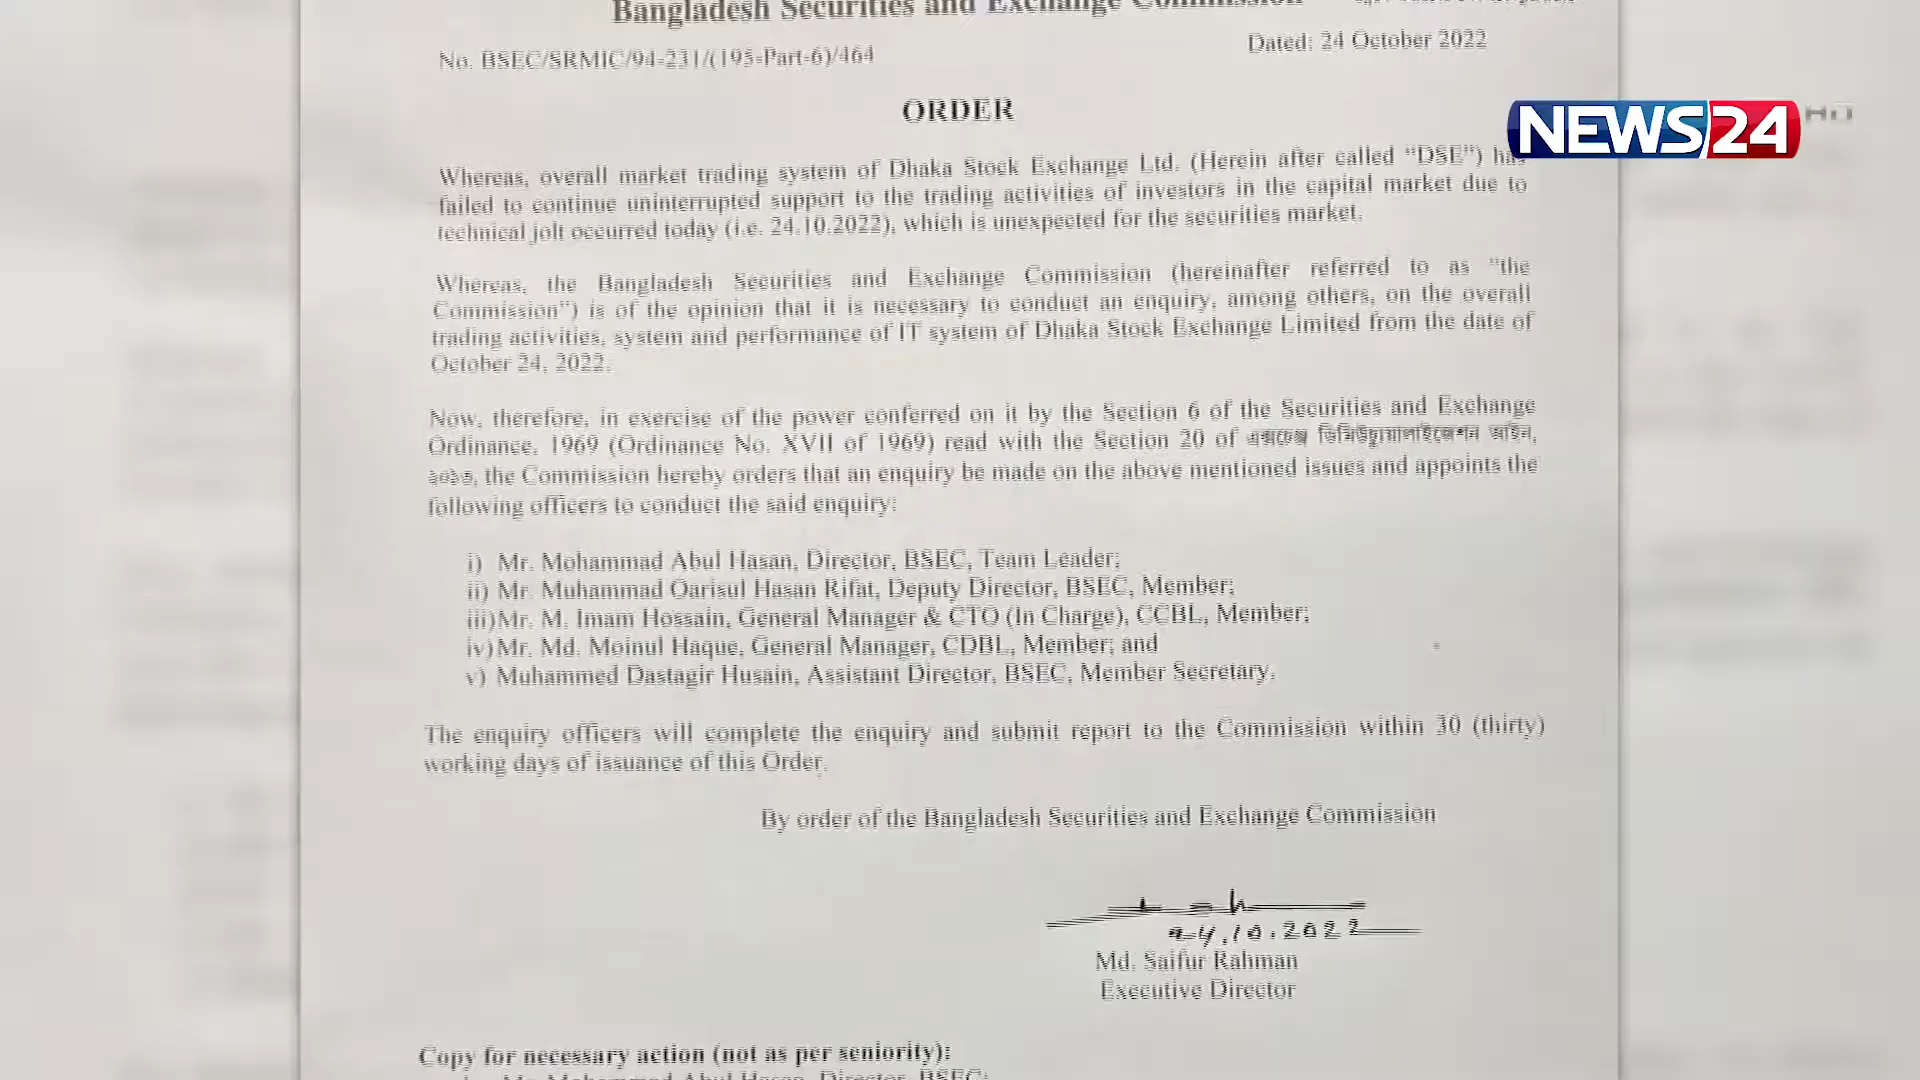 Bangladesh Securities and Exchange Commission
No. BSEC/SRMIC/94-231/(195-Part-6)/464
Dated: 24 October 2022
ORDER
NEWS 24
HD
Whereas, overall market trading system of Dhaka Stock Exchange Ltd. (Herein after called "DSE") has
failed to continue uninterrupted support to the trading activities of investors in the capital market due to
technical jolt occurred today (i.e. 24.10.2022), which is unexpected for the securities market.
Whereas, the Bangladesh Securities and Exchange Commission (hereinafter referred to as "the
Commission") is of the opinion that it is necessary to conduct an enquiry, among others, on the overall
trading activities, system and performance of IT system of Dhaka Stock Exchange Limited from the date of
October 24, 2022.
Now, therefore, in exercise of the power conferred on it by the Section 6 of the Securities and Exchange
Ordinance, 1969 (Ordinance No. XVII of 1969) read with the Section 20 of
the Commission hereby orders that an enquiry be made on the above mentioned issues and appoints the
following officers to conduct the said enquiry:
i) Mr. Mohammad Abul Hasan, Director, BSEC, Team Leader;
ii) Mr. Muhammad Oarisul Hasan Rifat, Deputy Director, BSEC, Member;
iii) Mr. M. Imam Hossain, General Manager & CTO (In Charge), CCBL, Member;
iv) Mr. Md. Moinul Haque, General Manager, CDBL, Member; and
v) Muhammed Dastagir Husain, Assistant Director, BSEC, Member Secretary.
The enquiry officers will complete the enquiry and submit report to the Commission within 30 (thirty)
working days of issuance of this Order.
By order of the Bangladesh Securities and Exchange Commission
24.10.2022
Md. Saifur Rahman
Executive Director
Copy for necessary action (not as per seniority):
Mr. Mohammad Abul Hasan, Director, BSEC;